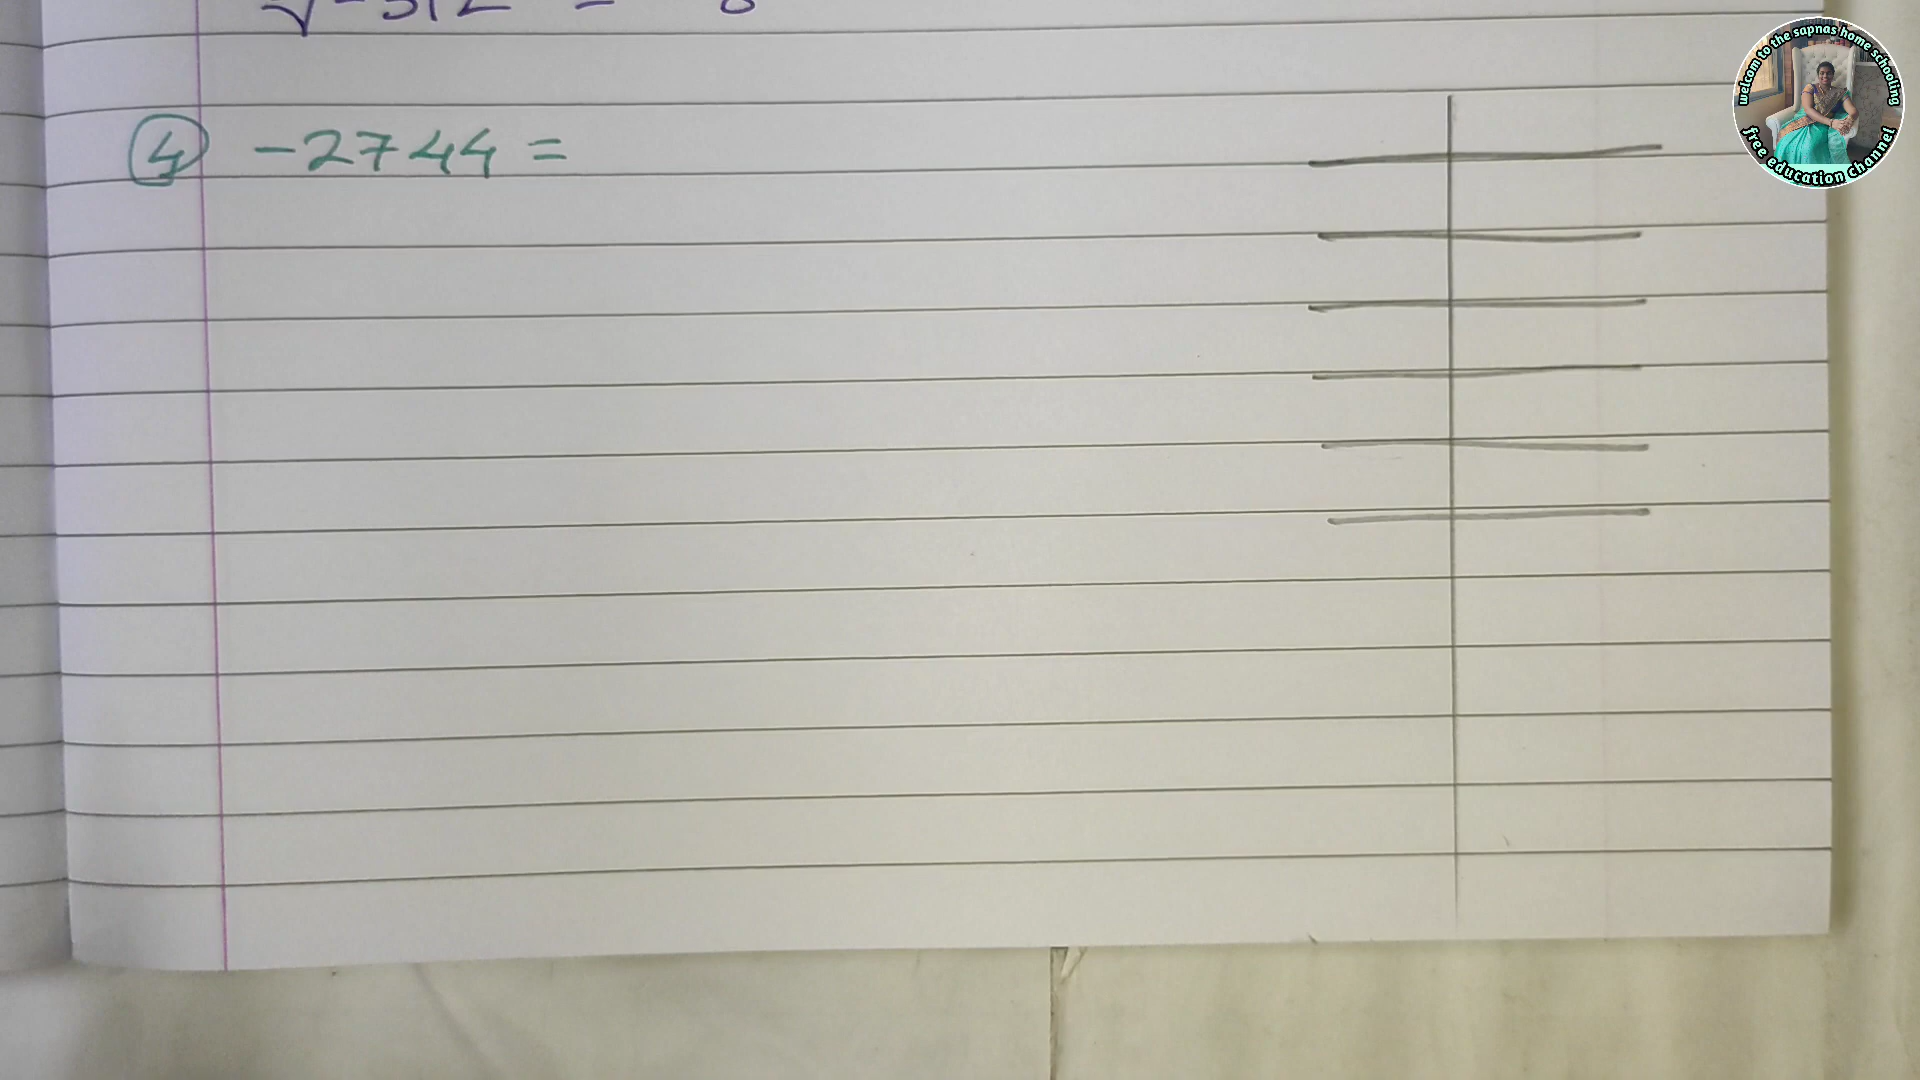 ④ -2744 =
welcom to the sapnas home schooling
free education channel